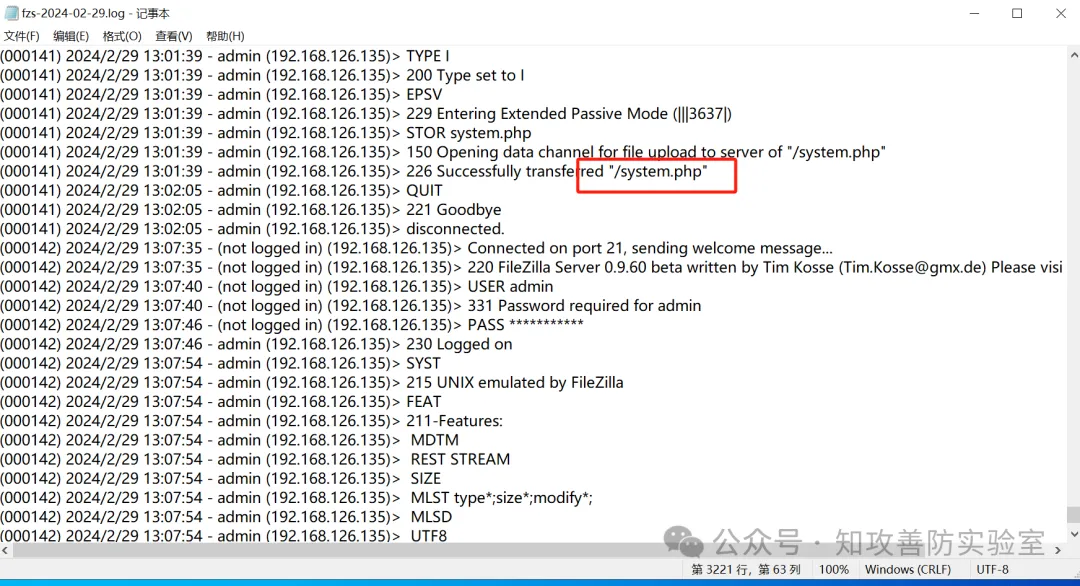 fzs-2024-02-29.log - 记事本
文件(F) 编辑(E) 格式(O) 查看(V) 帮助(H)
(000141) 2024/2/29 13:01:39 - admin (192.168.126.135)> TYPE I
(000141) 2024/2/29 13:01:39 - admin (192.168.126.135)> 200 Type set to I
(000141) 2024/2/29 13:01:39 - admin (192.168.126.135)> EPSV
(000141) 2024/2/29 13:01:39 - admin (192.168.126.135)> 229 Entering Extended Passive Mode (|||3637|)
(000141) 2024/2/29 13:01:39 - admin (192.168.126.135)> STOR system.php
(000141) 2024/2/29 13:01:39 - admin (192.168.126.135)> 150 Opening data channel for file upload to server of "/system.php"
(000141) 2024/2/29 13:01:39 - admin (192.168.126.135)> 226 Successfully transferred "/system.php"
(000141) 2024/2/29 13:02:05 - admin (192.168.126.135)> QUIT
(000141) 2024/2/29 13:02:05 - admin (192.168.126.135)> 221 Goodbye
(000141) 2024/2/29 13:02:05 - admin (192.168.126.135)> disconnected.
(000142) 2024/2/29 13:07:35 - (not logged in) (192.168.126.135)> Connected on port 21, sending welcome message...
(000142) 2024/2/29 13:07:35 - (not logged in) (192.168.126.135)> 220 FileZilla Server 0.9.60 beta written by Tim Kosse (Tim.Kosse@gmx.de) Please visi
(000142) 2024/2/29 13:07:40 - (not logged in) (192.168.126.135)> USER admin
(000142) 2024/2/29 13:07:40 - (not logged in) (192.168.126.135)> 331 Password required for admin
(000142) 2024/2/29 13:07:46 - (not logged in) (192.168.126.135)> PASS ***********
(000142) 2024/2/29 13:07:46 - admin (192.168.126.135)> 230 Logged on
(000142) 2024/2/29 13:07:54 - admin (192.168.126.135)> SYST
(000142) 2024/2/29 13:07:54 - admin (192.168.126.135)> 215 UNIX emulated by FileZilla
(000142) 2024/2/29 13:07:54 - admin (192.168.126.135)> FEAT
(000142) 2024/2/29 13:07:54 - admin (192.168.126.135)> 211-Features:
(000142) 2024/2/29 13:07:54 - admin (192.168.126.135)>  MDTM
(000142) 2024/2/29 13:07:54 - admin (192.168.126.135)>  REST STREAM
(000142) 2024/2/29 13:07:54 - admin (192.168.126.135)>  SIZE
(000142) 2024/2/29 13:07:54 - admin (192.168.126.135)>  MLST type*;size*;modify*;
(000142) 2024/2/29 13:07:54 - admin (192.168.126.135)>  MLSD
(000142) 2024/2/29 13:07:54 - admin (192.168.126.135)>  UTF8
公众号 · 知攻善防实验室
第 3221 行，第 63 列 100% Windows (CRLF) UTF-8